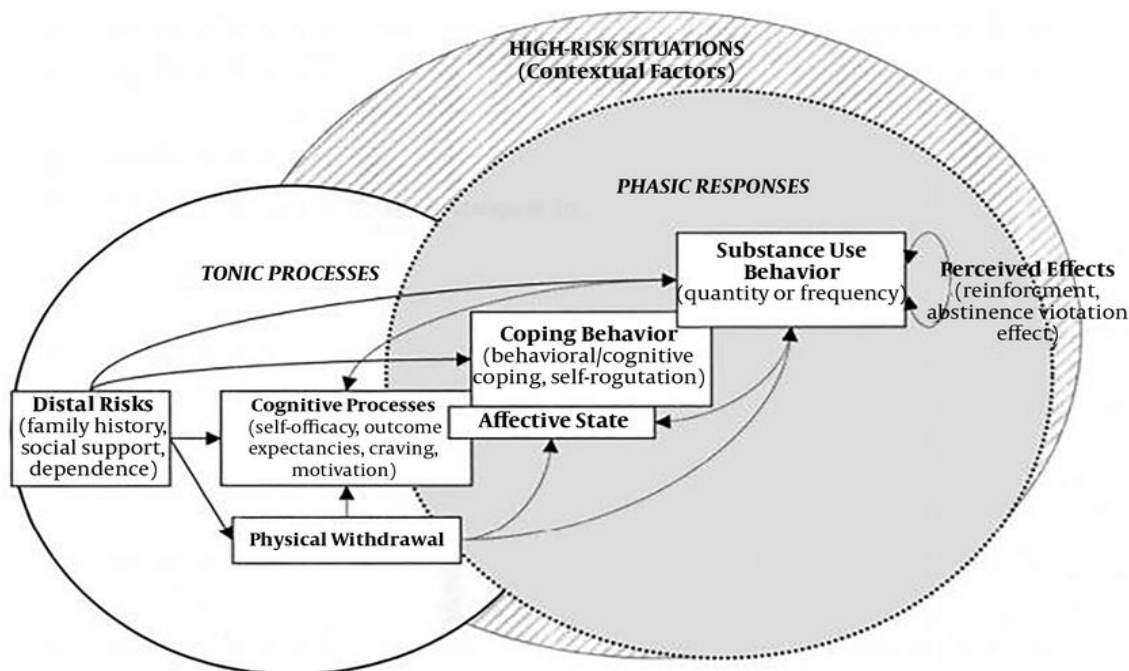 HIGH-RISK SITUATIONS
(Contextual Factors)
PHASIC RESPONSES
TONIC PROCESSES
Substance Use
Behavior
(quantity or frequency)
Perceived Effects
(reinforcement,
abstinence viotation
effect)
Coping Behavior
(behavioral/cognitive
coping, self-rogutation)
Distal Risks
(family history,
social support,
dependence)
Cognitive Processes
(self-officacy, outcome
expectancies, craving,
motivation)
Affective State
Physical Withdrawal